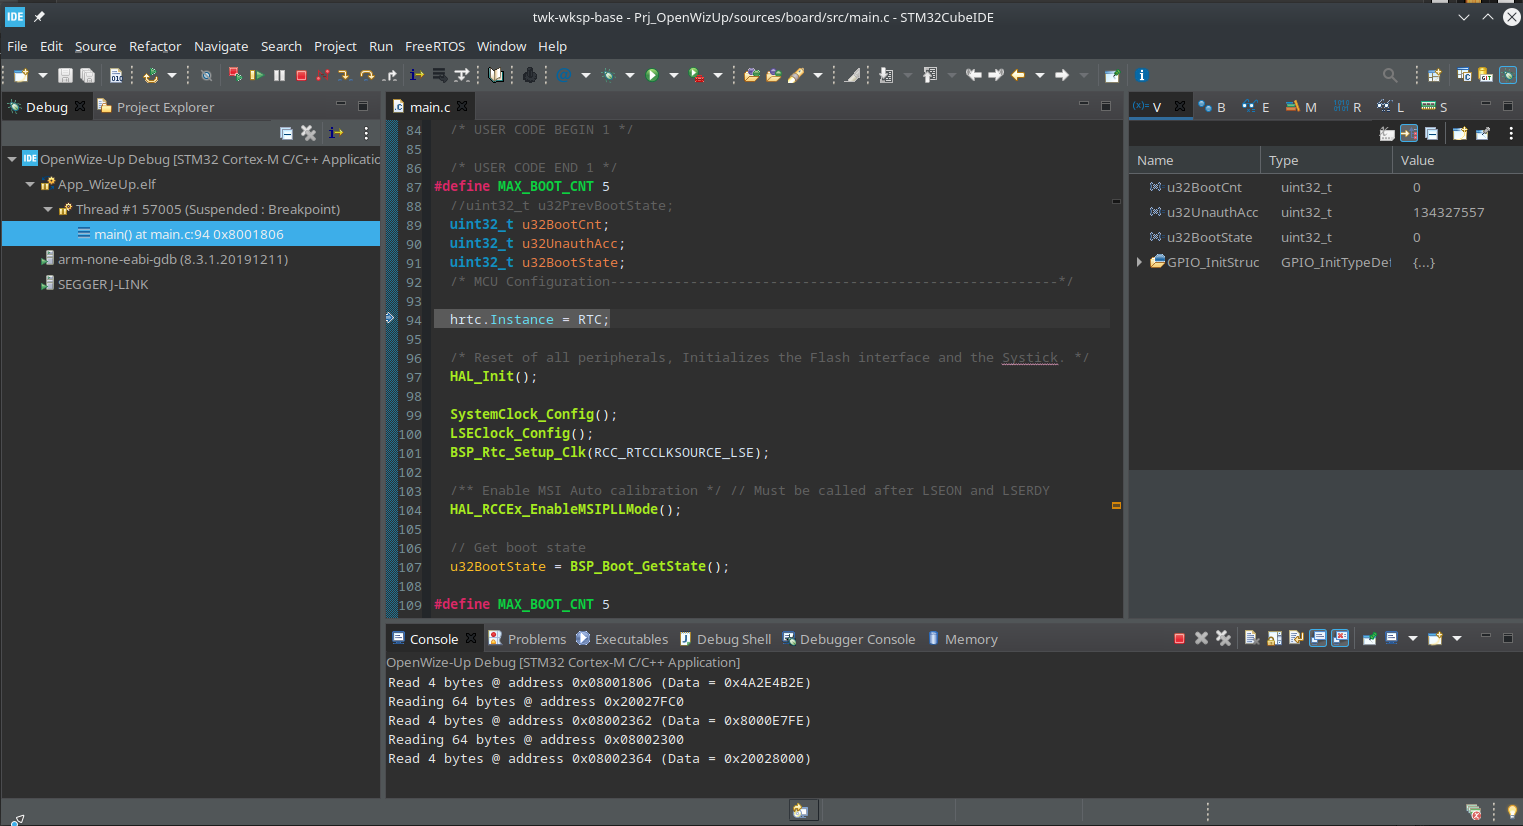 IDE
twk-wksp-base - Prj_OpenWizUp/sources/board/src/main.c - STM32CubeIDE
File Edit Source Refactor Navigate Search Project Run FreeRTOS Window Help
Debug Project Explorer
IDE OpenWize-Up Debug [STM32 Cortex-M C/C++ Applicatio
App_WizeUp.elf
Thread #1 57005 (Suspended : Breakpoint)
main() at main.c:94 0x8001806
arm-none-eabi-gdb (8.3.1.20191211)
SEGGER J-LINK
main.c
84 /* USER CODE BEGIN 1 */
85
86 /* USER CODE END 1 */
87 #define MAX_BOOT_CNT 5
88 //uint32_t u32PrevBootState;
89 uint32_t u32BootCnt;
90 uint32_t u32UnauthAcc;
91 uint32_t u32BootState;
92 /* MCU Configuration--------------------------------------------------------*/
93
94 hrtc.Instance = RTC;
95
96 /* Reset of all peripherals, Initializes the Flash interface and the Systick. */
97 HAL_Init();
98
99 SystemClock_Config();
100 LSEClock_Config();
101 BSP_Rtc_Setup_Clk(RCC_RTCCLKSOURCE_LSE);
102
103 /** Enable MSI Auto calibration */ // Must be called after LSEON and LSERDY
104 HAL_RCCEx_EnableMSIPLLMode();
105
106 // Get boot state
107 u32BootState = BSP_Boot_GetState();
108
109 #define MAX_BOOT_CNT 5
(x)= V B E M R L S
Name Type Value
u32BootCnt uint32_t 0
u32UnauthAcc uint32_t 134327557
u32BootState uint32_t 0
GPIO_InitStruc GPIO_InitTypeDef {...}
Console Problems Executables Debug Shell Debugger Console Memory
OpenWize-Up Debug [STM32 Cortex-M C/C++ Application]
Read 4 bytes @ address 0x08001806 (Data = 0x4A2E4B2E)
Reading 64 bytes @ address 0x20027FC0
Read 4 bytes @ address 0x08002362 (Data = 0x8000E7FE)
Reading 64 bytes @ address 0x08002300
Read 4 bytes @ address 0x08002364 (Data = 0x20028000)